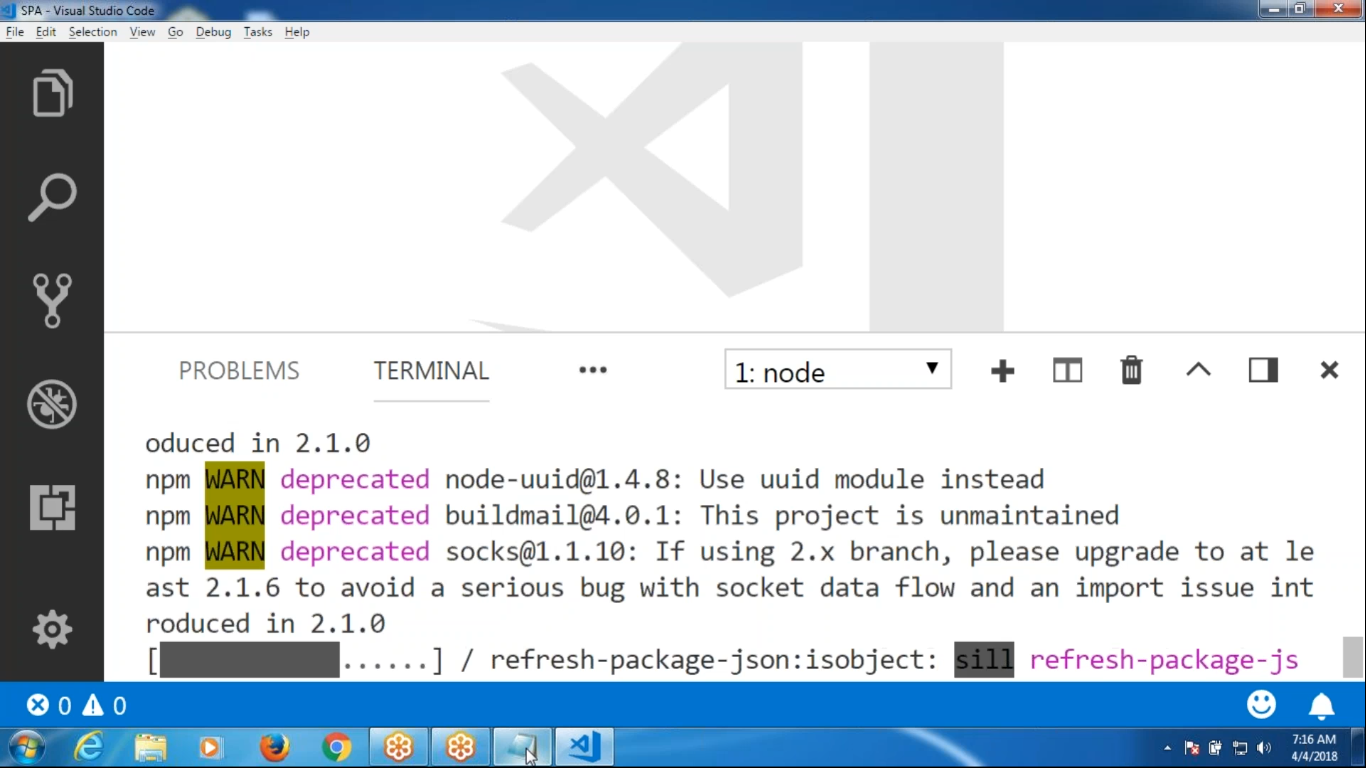 SPA - Visual Studio Code
File Edit Selection View Go Debug Tasks Help
PROBLEMS TERMINAL ••• 1: node
oduced in 2.1.0
npm WARN deprecated node-uuid@1.4.8: Use uuid module instead
npm WARN deprecated buildmail@4.0.1: This project is unmaintained
npm WARN deprecated socks@1.1.10: If using 2.x branch, please upgrade to at le
ast 2.1.6 to avoid a serious bug with socket data flow and an import issue int
roduced in 2.1.0
[ ......] / refresh-package-json:isobject: sill refresh-package-js
0 0
7:16 AM
4/4/2018